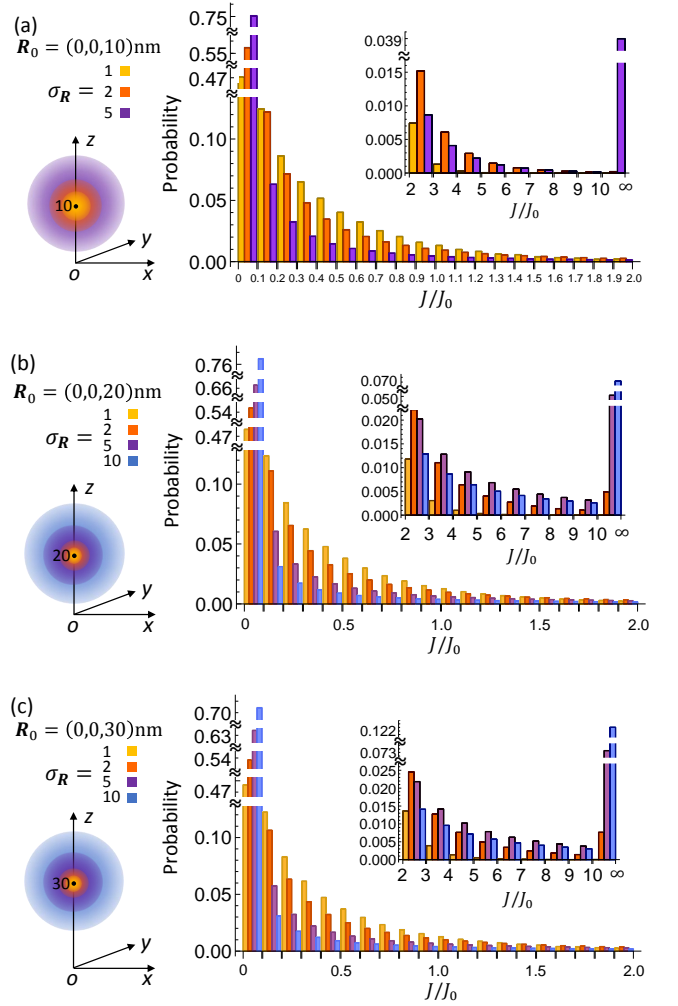 (a)
R₀ = (0,0,10)nm
σ_R =
1
2
5
z
10
y
o
x
Probability
0.75
0.55
0.47
0.10
0.05
0.00
0 0.1 0.2 0.3 0.4 0.5 0.6 0.7 0.8 0.9 1.0 1.1 1.2 1.3 1.4 1.5 1.6 1.7 1.8 1.9 2.0
J/J₀
0.039
0.015
0.010
0.005
0.000
2 3 4 5 6 7 8 9 10 ∞
J/J₀
(b)
R₀ = (0,0,20)nm
σ_R =
1
2
5
10
z
20
y
o
x
Probability
0.76
0.66
0.54
0.47
0.10
0.05
0.00
0 0.5 1.0 1.5 2.0
J/J₀
0.070
0.050
0.020
0.015
0.010
0.005
0.000
2 3 4 5 6 7 8 9 10 ∞
J/J₀
(c)
R₀ = (0,0,30)nm
σ_R =
1
2
5
10
z
30
y
o
x
Probability
0.70
0.63
0.54
0.47
0.10
0.05
0.00
0 0.5 1.0 1.5 2.0
J/J₀
0.122
0.073
0.025
0.020
0.015
0.010
0.005
0.000
2 3 4 5 6 7 8 9 10 ∞
J/J₀